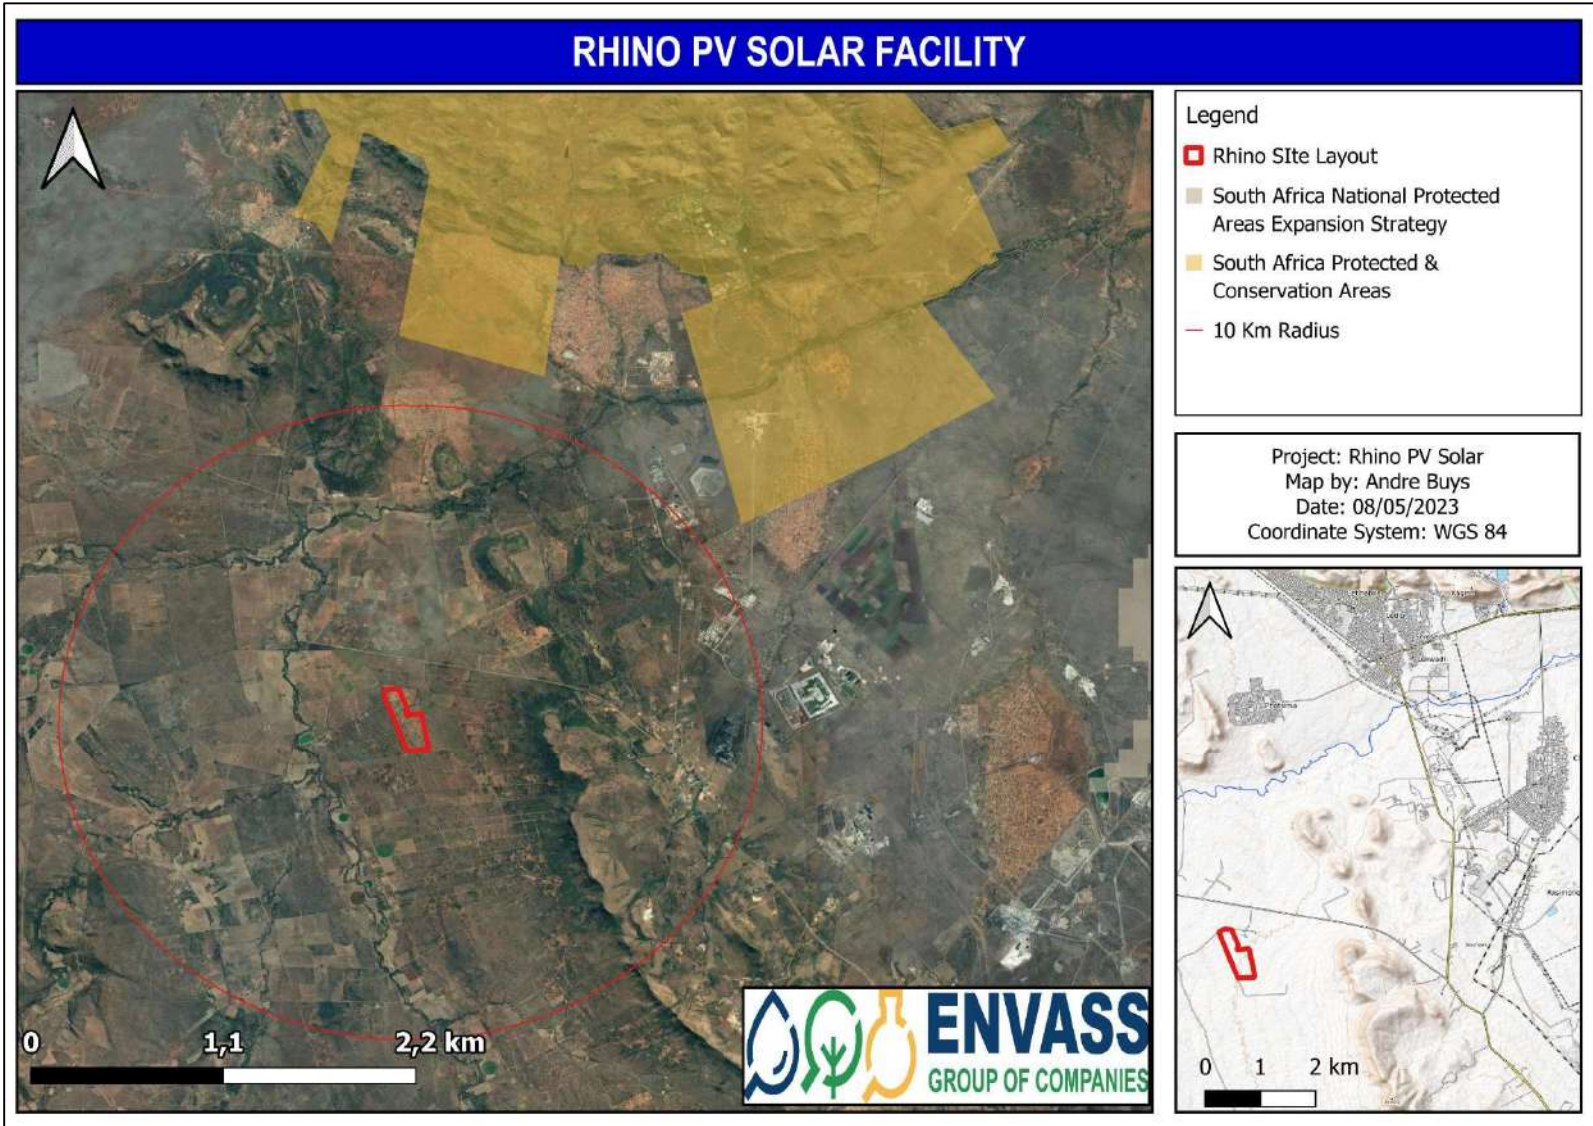 RHINO PV SOLAR FACILITY
Legend
Rhino SIte Layout
South Africa National Protected
Areas Expansion Strategy
South Africa Protected &
Conservation Areas
10 Km Radius
Project: Rhino PV Solar
Map by: Andre Buys
Date: 08/05/2023
Coordinate System: WGS 84
0 1,1 2,2 km
ENVASS
GROUP OF COMPANIES
0 1 2 km